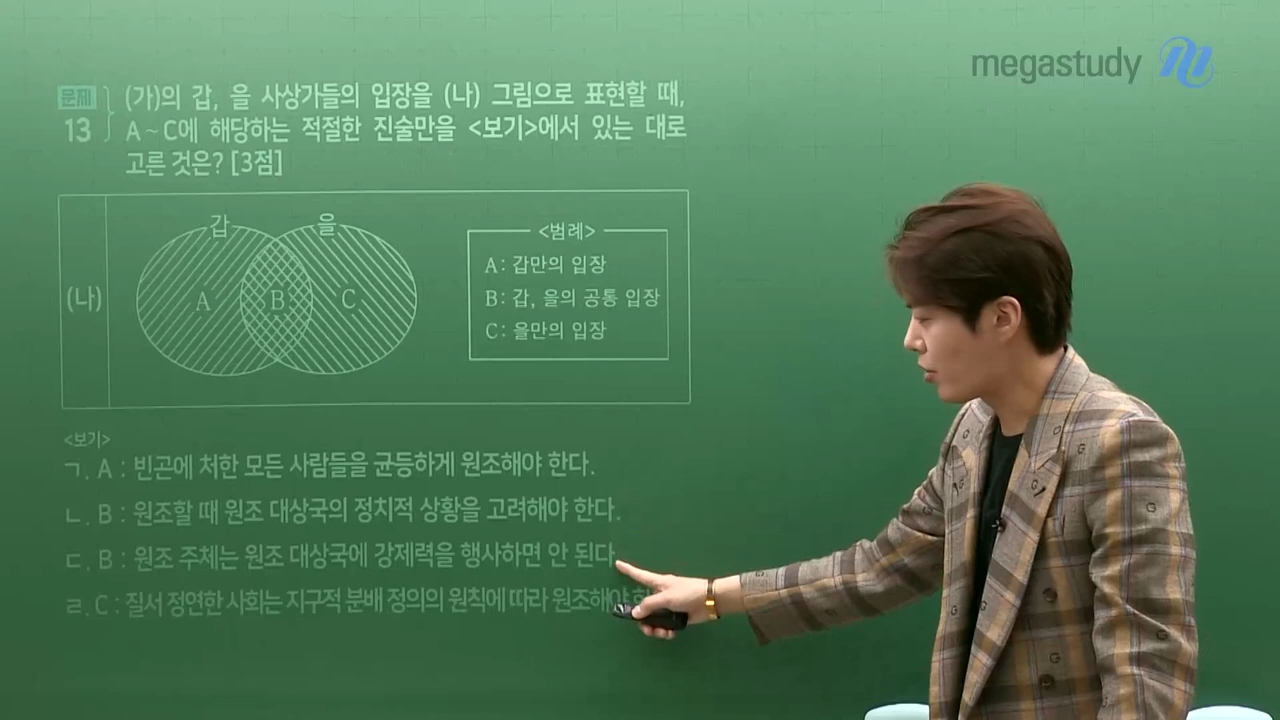 megastudy
문제
13
(가)의 갑, 을 사상가들의 입장을 (나) 그림으로 표현할 때,
A~C에 해당하는 적절한 진술만을 <보기>에서 있는 대로
고른 것은? [3점]
(나)
갑
을
A
B
C
<범례>
A: 갑만의 입장
B: 갑, 을의 공통 입장
C: 을만의 입장
<보기>
ㄱ. A : 빈곤에 처한 모든 사람들을 균등하게 원조해야 한다.
ㄴ. B : 원조할 때 원조 대상국의 정치적 상황을 고려해야 한다.
ㄷ. B : 원조 주체는 원조 대상국에 강제력을 행사하면 안 된다.
ㄹ. C : 질서 정연한 사회는 지구적 분배 정의의 원칙에 따라 원조해야